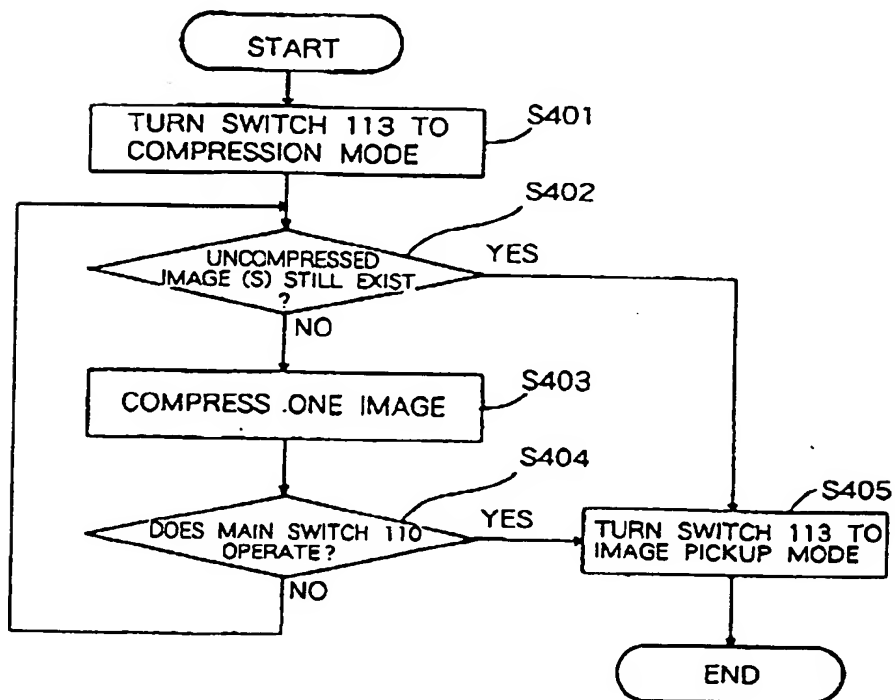 START
TURN SWITCH 113 TO
COMPRESSION MODE
S401
S402
UNCOMPRESSED
IMAGE (S) STILL EXIST
?
YES
NO
COMPRESS .ONE IMAGE
S403
S404
DOES MAIN SWITCH 110
OPERATE?
YES
NO
S405
TURN SWITCH 113 TO
IMAGE PICKUP MODE
END